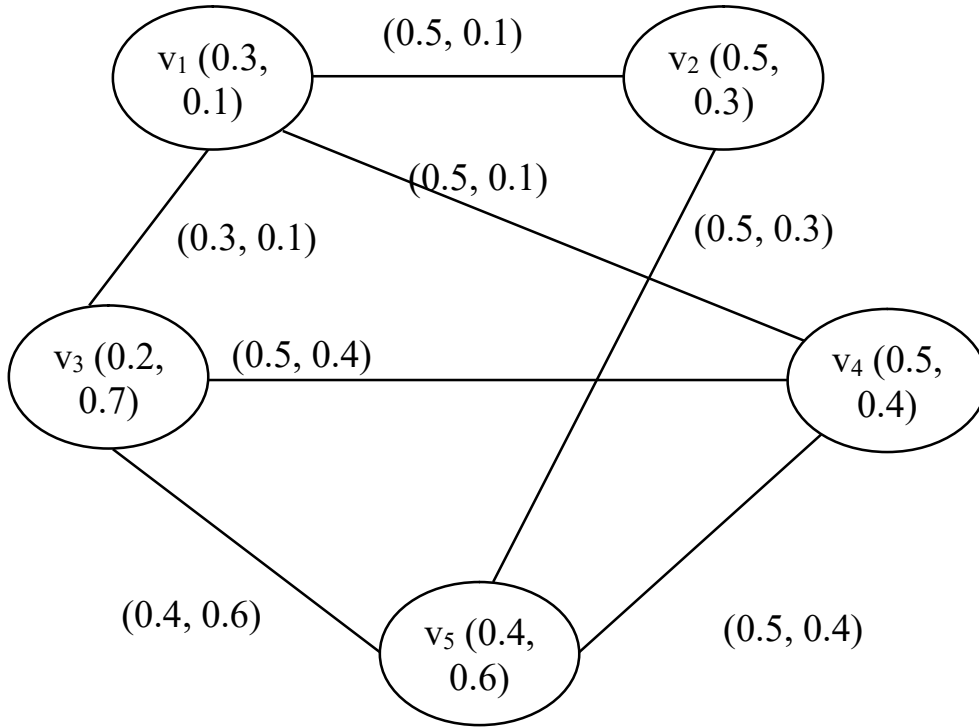 (0.5, 0.1)
v₁ (0.3,
0.1)
v₂ (0.5,
0.3)
(0.5, 0.1)
(0.3, 0.1)
(0.5, 0.3)
v₃ (0.2,
0.7)
(0.5, 0.4)
v₄ (0.5,
0.4)
(0.4, 0.6)
v₅ (0.4,
0.6)
(0.5, 0.4)